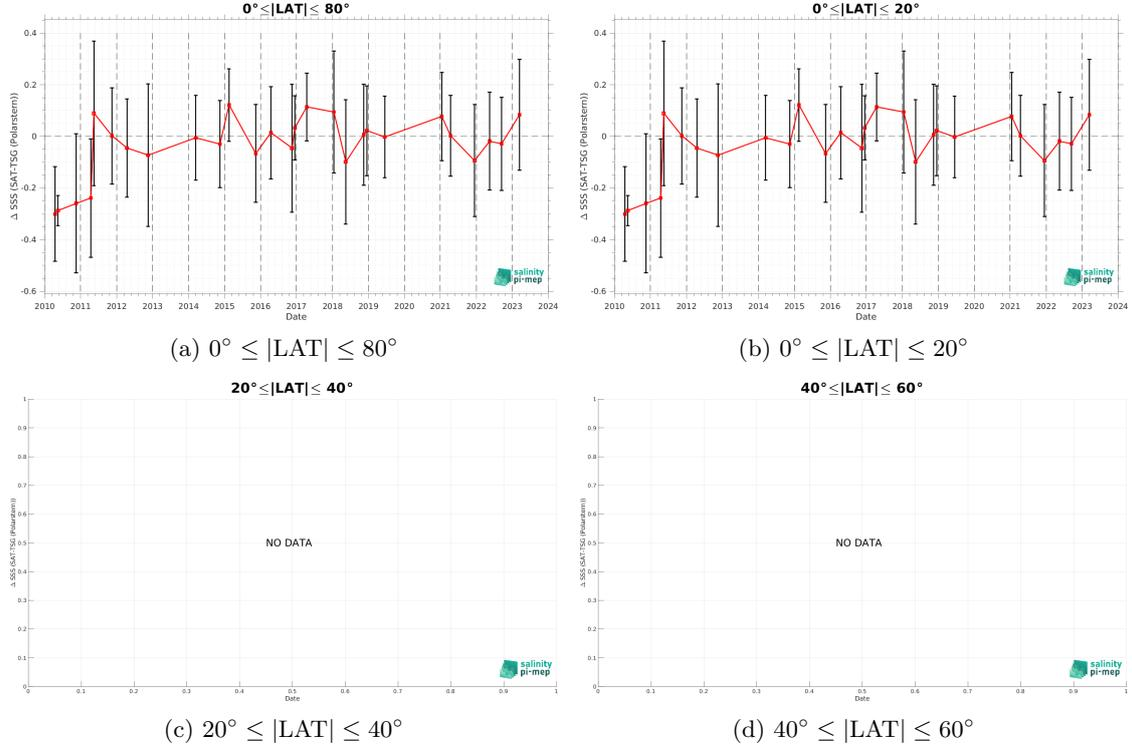 0°≤|LAT|≤ 80°
0.4
0.2
0
-0.2
-0.4
-0.6
Δ SSS (SAT-TSG (Polarstern))
2010 2011 2012 2013 2014 2015 2016 2017 2018 2019 2020 2021 2022 2023 2024
Date
salinity
pi-mep
(a) 0° ≤ |LAT| ≤ 80°
0°≤|LAT|≤ 20°
0.4
0.2
0
-0.2
-0.4
-0.6
Δ SSS (SAT-TSG (Polarstern))
2010 2011 2012 2013 2014 2015 2016 2017 2018 2019 2020 2021 2022 2023 2024
Date
salinity
pi-mep
(b) 0° ≤ |LAT| ≤ 20°
20°≤|LAT|≤ 40°
1
0.9
0.8
0.7
0.6
0.5
0.4
0.3
0.2
0.1
0
Δ SSS (SAT-TSG (Polarstern))
NO DATA
0 0.1 0.2 0.3 0.4 0.5 0.6 0.7 0.8 0.9 1
Date
salinity
pi-mep
(c) 20° ≤ |LAT| ≤ 40°
40°≤|LAT|≤ 60°
1
0.9
0.8
0.7
0.6
0.5
0.4
0.3
0.2
0.1
0
Δ SSS (SAT-TSG (Polarstern))
NO DATA
0 0.1 0.2 0.3 0.4 0.5 0.6 0.7 0.8 0.9 1
Date
salinity
pi-mep
(d) 40° ≤ |LAT| ≤ 60°